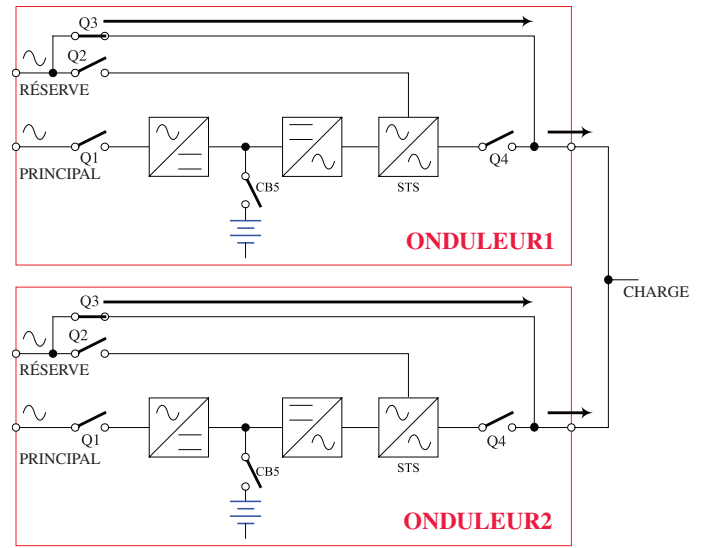 Q3
Q2
RÉSERVE
Q1
PRINCIPAL
CB5
STS
Q4
ONDULEUR1
CHARGE
Q3
Q2
RÉSERVE
Q1
PRINCIPAL
CB5
STS
Q4
ONDULEUR2